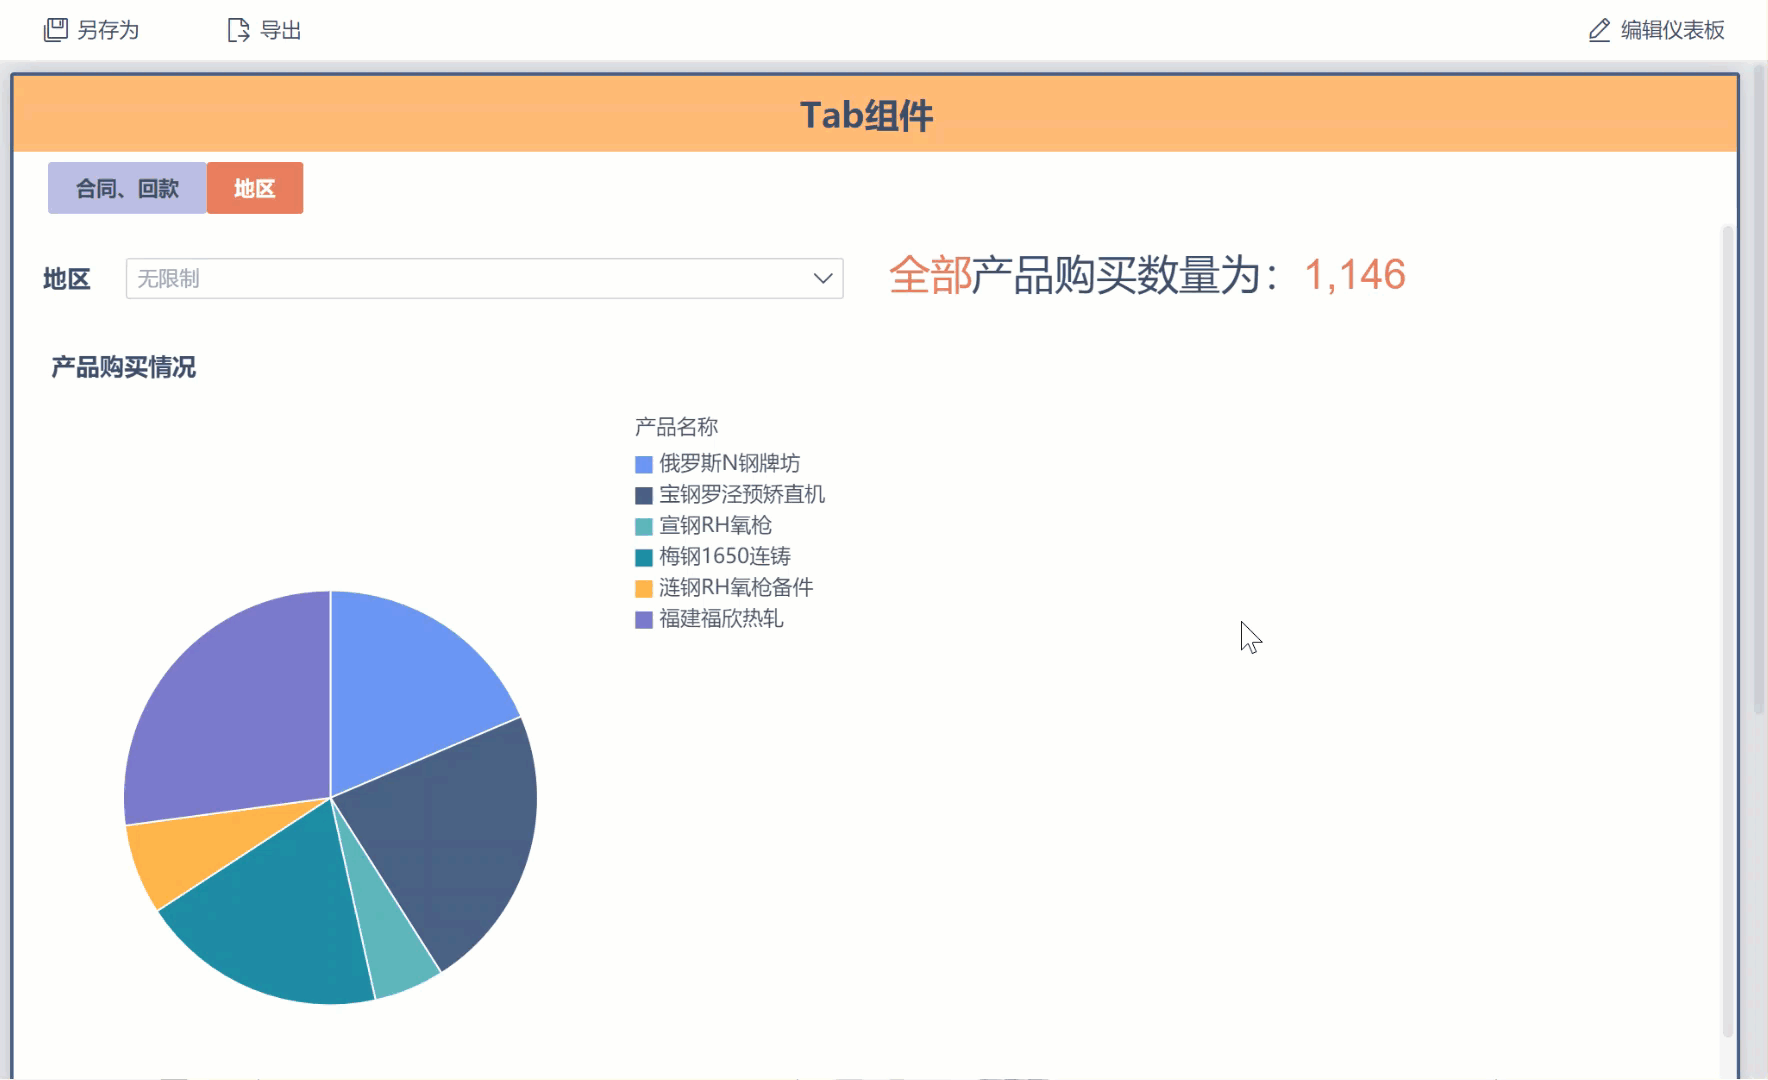 另存为
导出
编辑仪表板
Tab组件
合同、回款
地区
地区
无限制
全部产品购买数量为：1,146
产品购买情况
产品名称
俄罗斯N钢牌坊
宝钢罗泾预矫直机
宣钢RH氧枪
梅钢1650连铸
涟钢RH氧枪备件
福建福欣热轧